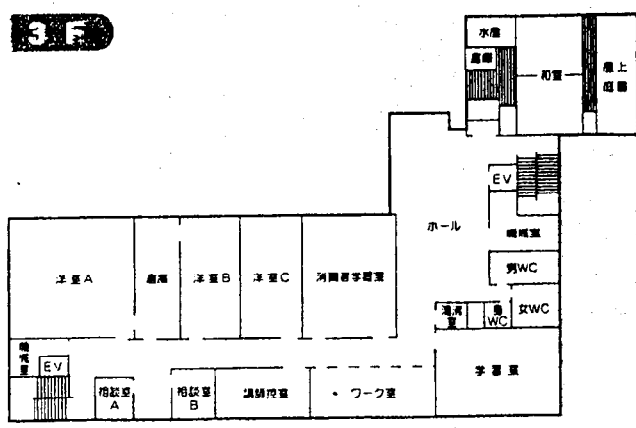 3F
水屋
倉庫
和室
屋上
庭園
EV
ホール
機械室
男WC
洋室A
倉庫
洋室B
洋室C
消費者学習室
湯沸
室
WC
女WC
機
械
室
EV
学習室
相談室
A
相談室
B
講師控室
ワーク室